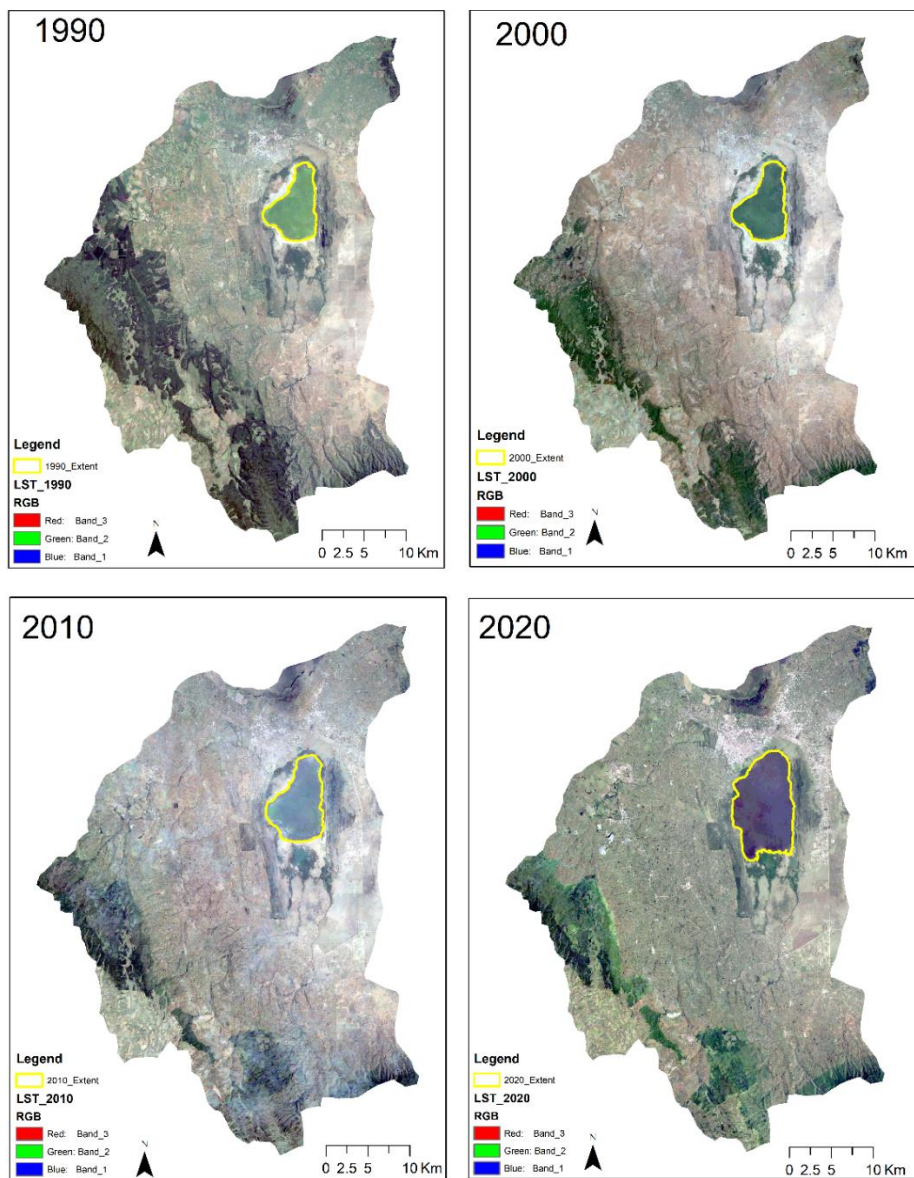 1990
Legend
1990_Extent
LST_1990
RGB
Red: Band_3
Green: Band_2
Blue: Band_1
N
0 2.5 5 10 Km
2000
Legend
2000_Extent
LST_2000
RGB
Red: Band_3
Green: Band_2
Blue: Band_1
N
0 2.5 5 10 Km
2010
Legend
2010_Extent
LST_2010
RGB
Red: Band_3
Green: Band_2
Blue: Band_1
N
0 2.5 5 10 Km
2020
Legend
2020_Extent
LST_2020
RGB
Red: Band_3
Green: Band_2
Blue: Band_1
N
0 2.5 5 10 Km